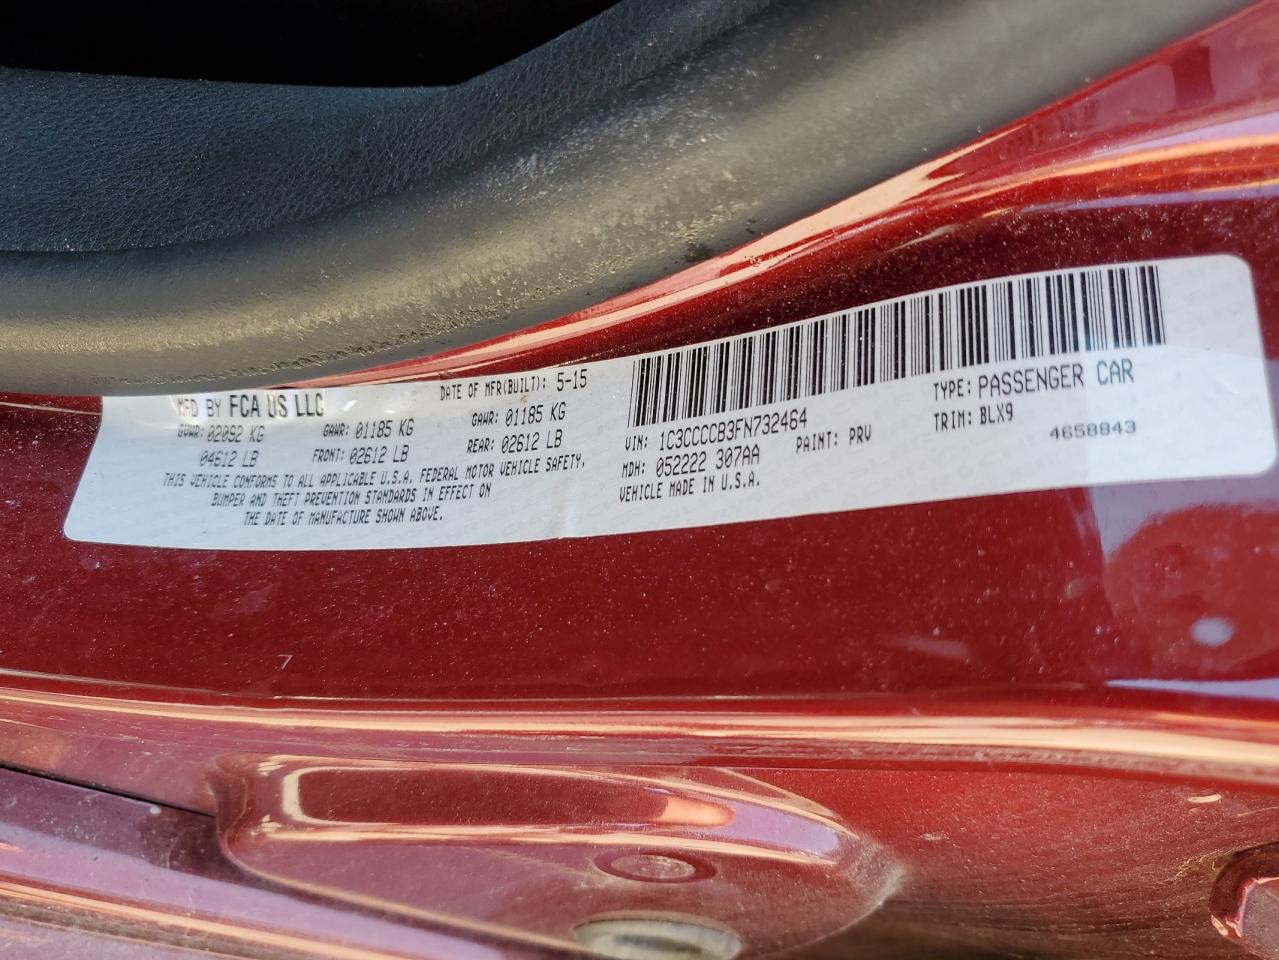 MFD BY FCA US LLC DATE OF MFR(BUILT): 5-15
GVWR: 02092 KG GAWR: 01185 KG GAWR: 01185 KG
04612 LB FRONT: 02612 LB REAR: 02612 LB
THIS VEHICLE CONFORMS TO ALL APPLICABLE U.S.A. FEDERAL MOTOR VEHICLE SAFETY,
BUMPER AND THEFT PREVENTION STANDARDS IN EFFECT ON
THE DATE OF MANUFACTURE SHOWN ABOVE.
VIN: 1C3CCCCB3FN732464 TYPE: PASSENGER CAR
MDH: 052222 307AA PAINT: PRV TRIM: BLX9
VEHICLE MADE IN U.S.A. 4658843